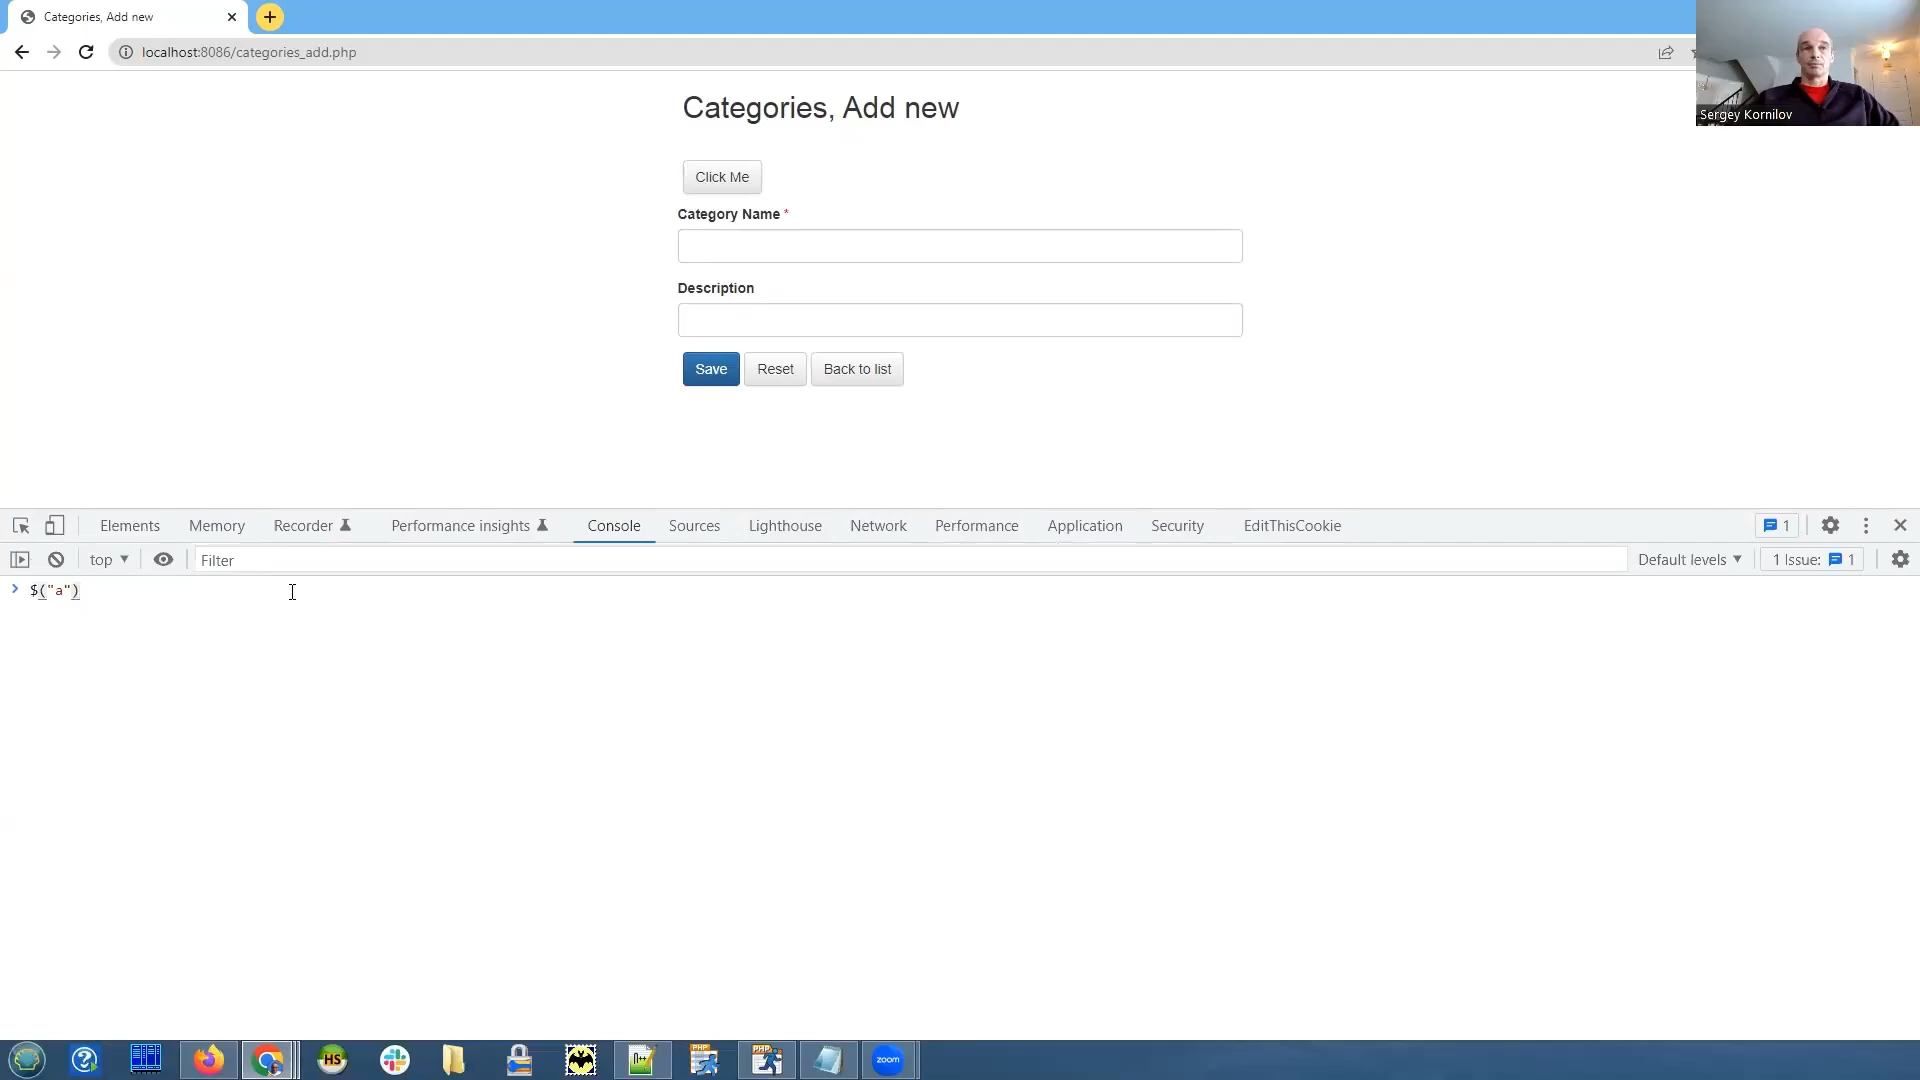 Categories, Add new
localhost:8086/categories_add.php
Sergey Kornilov
Categories, Add new
Click Me
Category Name *
Description
Save Reset Back to list
Elements Memory Recorder Performance insights Console Sources Lighthouse Network Performance Application Security EditThisCookie 1
top Filter Default levels 1 Issue: 1
$("a")
HS n++ PHP PHP zoom